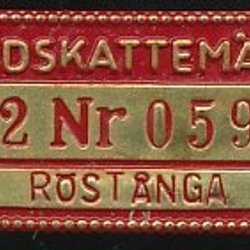 DSKATTEMÄ
2 Nr 059
RÖSTÅNGA